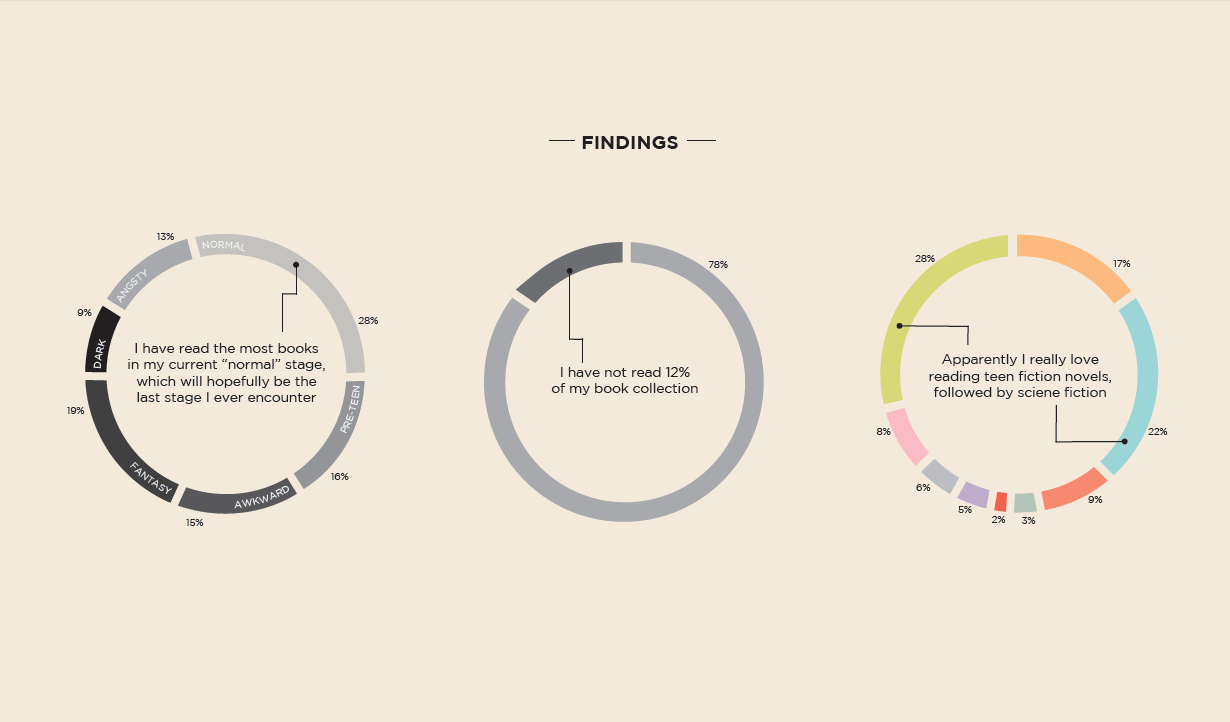 FINDINGS
13%
NORMAL
ANGSTY
9%
DARK
28%
I have read the most books
in my current “normal” stage,
which will hopefully be the
last stage I ever encounter
PRE-TEEN
19%
FANTASY
AWKWARD
16%
15%
78%
I have not read 12%
of my book collection
28%
17%
Apparently I really love
reading teen fiction novels,
followed by sciene fiction
8%
22%
6%
5%
2%
3%
9%